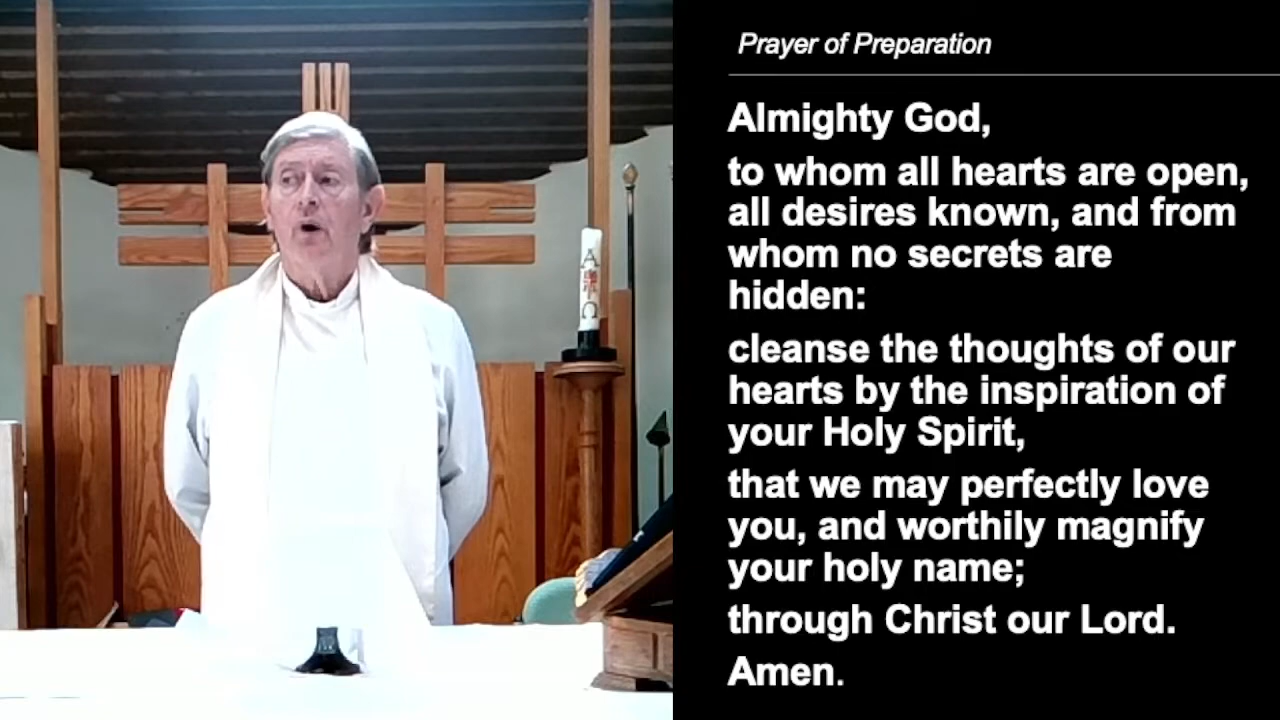 Prayer of Preparation
Almighty God,
to whom all hearts are open,
all desires known, and from
whom no secrets are
hidden:
cleanse the thoughts of our
hearts by the inspiration of
your Holy Spirit,
that we may perfectly love
you, and worthily magnify
your holy name;
through Christ our Lord.
Amen.